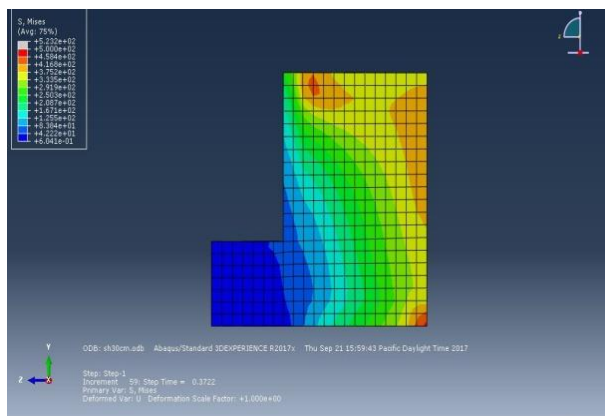 S, Mises
(Avg: 75%)
+5.232e+02
+5.000e+02
+4.584e+02
+4.168e+02
+3.752e+02
+3.335e+02
+2.919e+02
+2.503e+02
+2.087e+02
+1.671e+02
+1.255e+02
+8.384e+01
+4.222e+01
+6.041e-01
Y
Z
X
ODB: sh30cm.odb Abaqus/Standard 3DEXPERIENCE R2017x Thu Sep 21 15:59:43 Pacific Daylight Time 2017
Step: Step-1
Increment 59: Step Time = 0.3722
Primary Var: S, Mises
Deformed Var: U Deformation Scale Factor: +1.000e+00